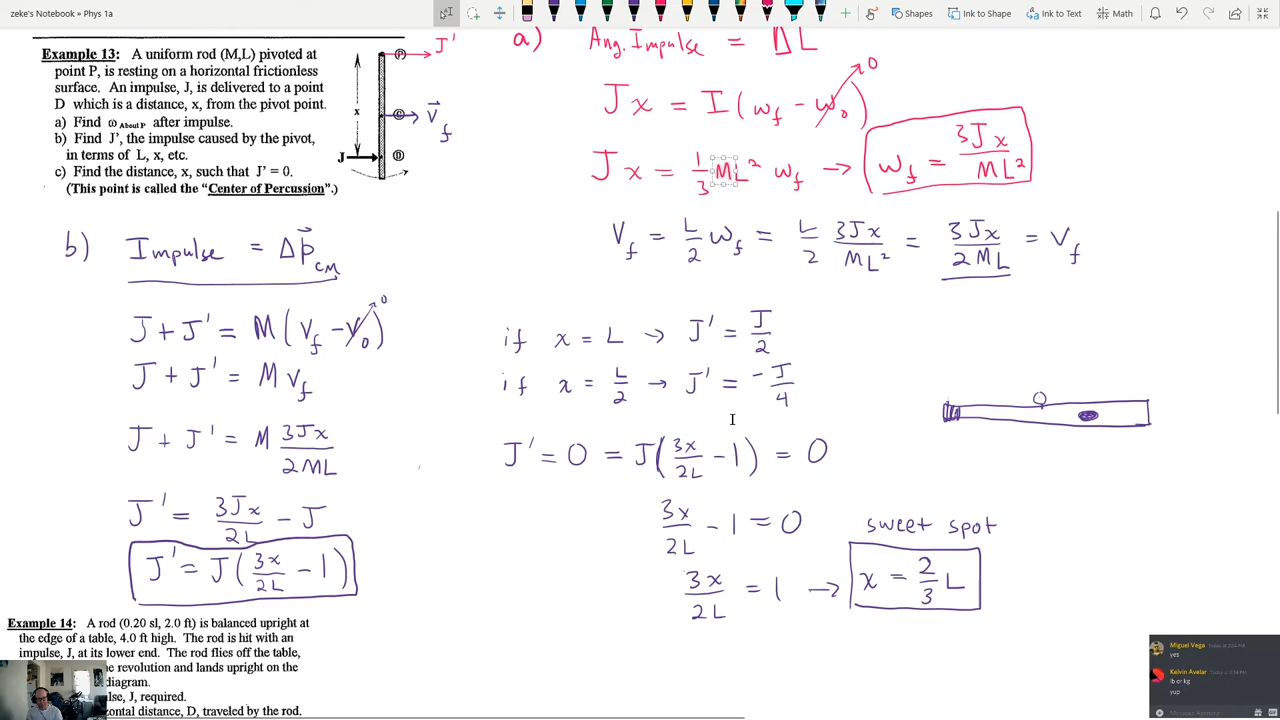 zeke's Notebook » Phys 1a
Shapes
Ink to Shape
Ink to Text
Math
Example 13: A uniform rod (M,L) pivoted at
point P, is resting on a horizontal frictionless
surface. An impulse, J, is delivered to a point
D which is a distance, x, from the pivot point.
a) Find ω About P after impulse.
b) Find J', the impulse caused by the pivot,
in terms of L, x, etc.
c) Find the distance, x, such that J' = 0.
(This point is called the "Center of Percussion".)
P J'
x C v⃗f
J D
a) Ang. Impulse = ΔL
Jx = I(ωf - ω0) 0
Jx = 1/3 ML² ωf → ωf = 3Jx/ML²
Vf = L/2 ωf = L/2 3Jx/ML² = 3Jx/2ML = Vf
b) Impulse = Δp⃗CM
J + J' = M(Vf - V0) 0
J + J' = M Vf
J + J' = M 3Jx/2ML
J' = 3Jx/2L - J
J' = J(3x/2L - 1)
if x = L → J' = J/2
if x = L/2 → J' = -J/4
J' = 0 = J(3x/2L - 1) = 0
3x/2L - 1 = 0
sweet spot
3x/2L = 1 → x = 2/3 L
Example 14: A rod (0.20 sl, 2.0 ft) is balanced upright at
the edge of a table, 4.0 ft high. The rod is hit with an
impulse, J, at its lower end. The rod flies off the table,
e revolution and lands upright on the
diagram.
lse, J, required.
zontal distance, D, traveled by the rod.
Miguel Vega
yes
Kelvin Avelar
lb or kg
yup